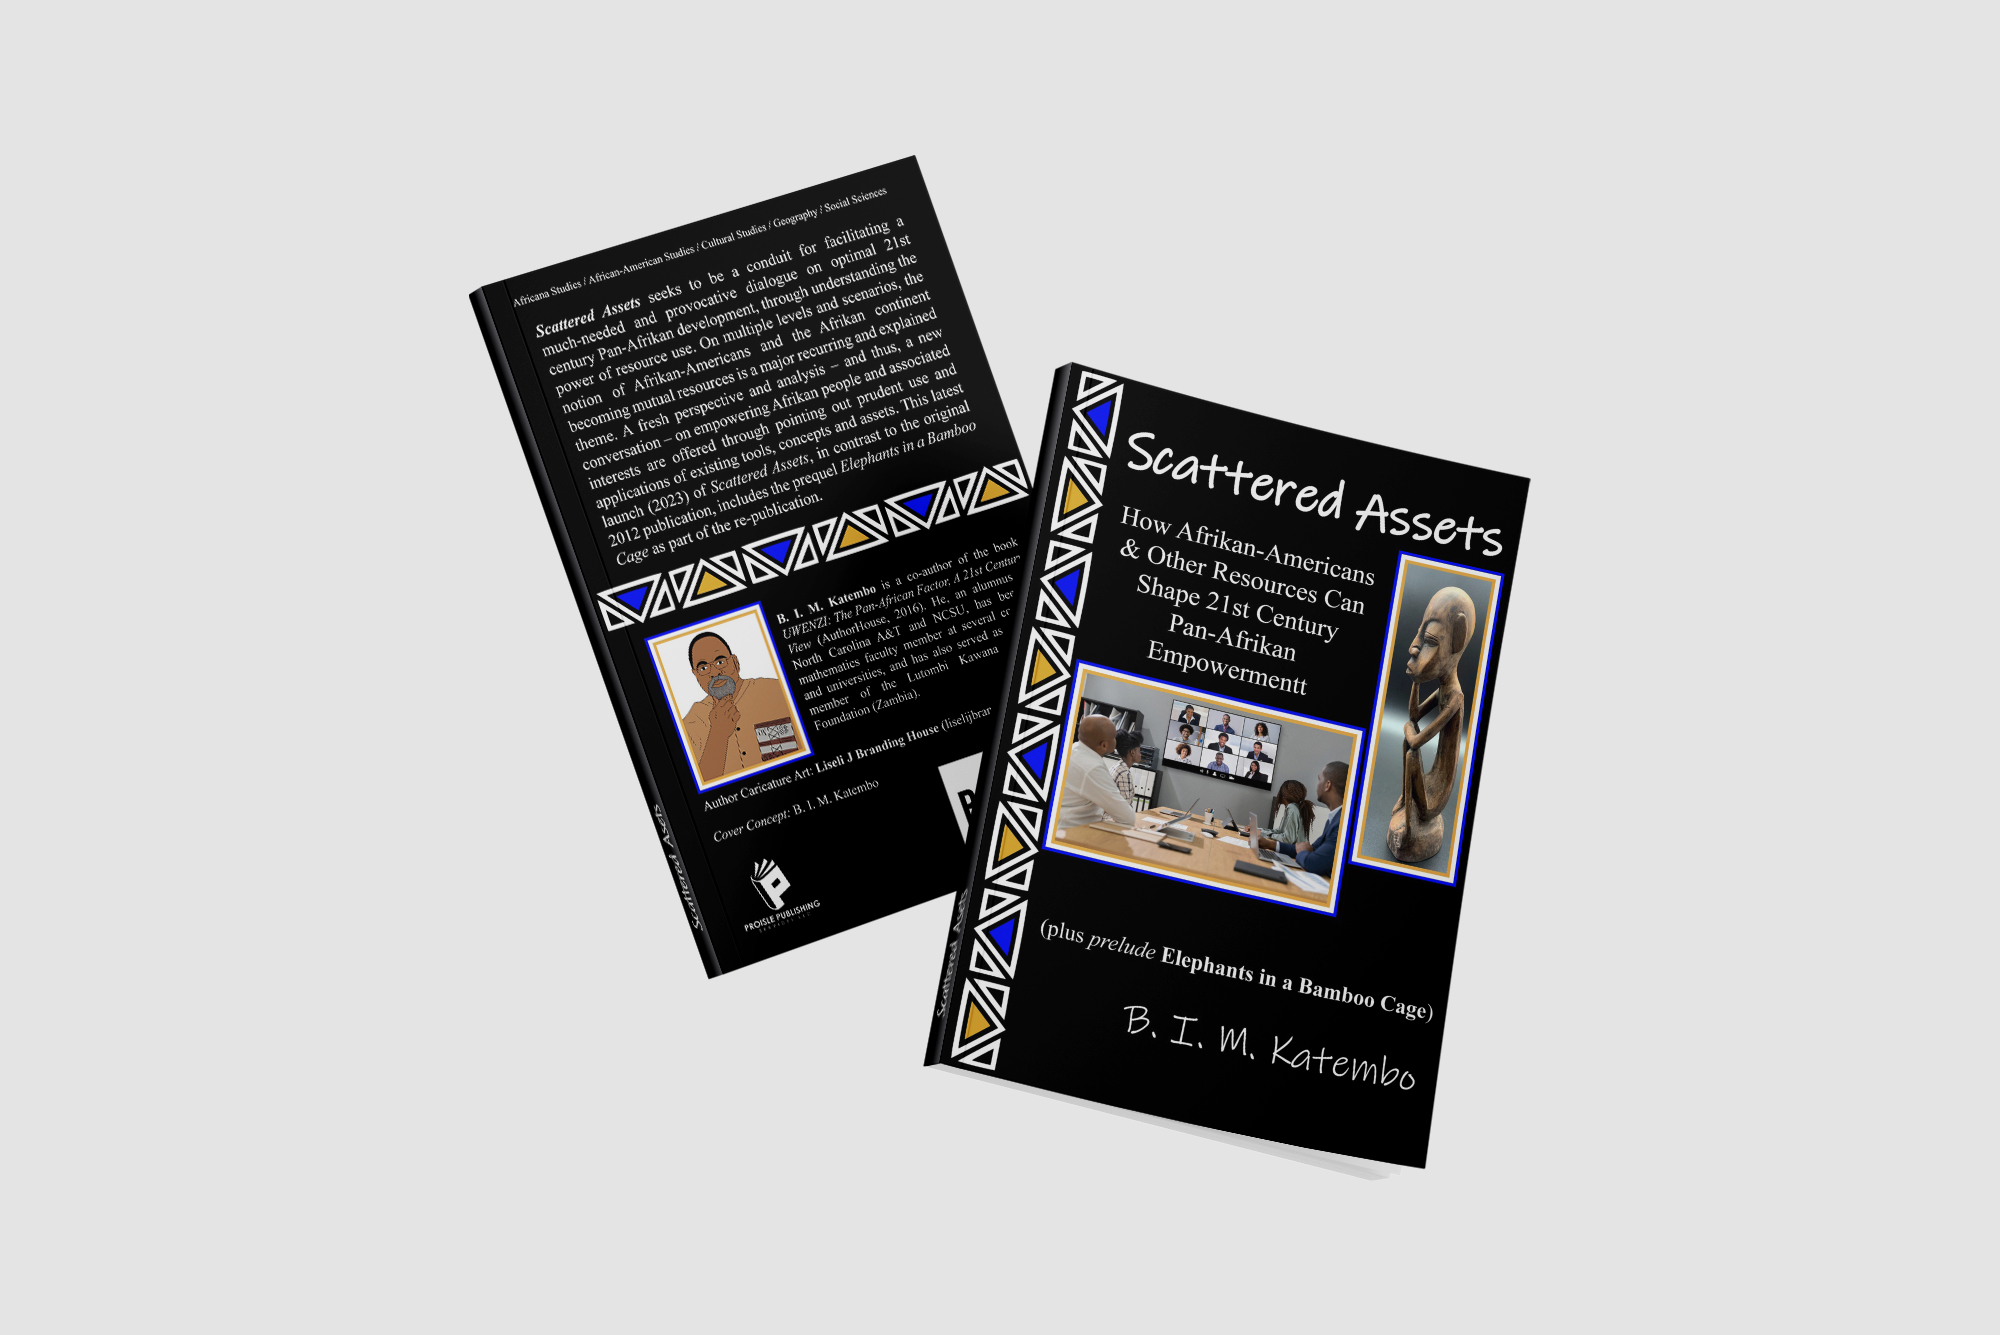 Africana Studies / African-American Studies / Cultural Studies / Geography / Social Sciences
Scattered Assets seeks to be a conduit for facilitating a
much-needed and provocative dialogue on optimal 21st
century Pan-Afrikan development, through understanding the
power of resource use. On multiple levels and scenarios, the
notion of Afrikan-Americans and the Afrikan continent
becoming mutual resources is a major recurring and explained
theme. A fresh perspective and analysis – and thus, a new
conversation – on empowering Afrikan people and associated
interests are offered through pointing out prudent use and
applications of existing tools, concepts and assets. This latest
launch (2023) of Scattered Assets, in contrast to the original
2012 publication, includes the prequel Elephants in a Bamboo
Cage as part of the re-publication.
B. I. M. Katembo is a co-author of the book
UWENZI: The Pan-African Factor, A 21st Century
View (AuthorHouse, 2016). He, an alumnus
North Carolina A&T and NCSU, has
mathematics faculty member at several
and universities, and has also served as
member of the Lutombi Kawana
Foundation (Zambia).
Author Caricature Art: Liseli J Branding House (liselijbran
Cover Concept: B. I. M. Katembo
PROISLE PUBLISHING
SERVICES LLC
Scattered Asets
Scattered Assets
How Afrikan-Americans
& Other Resources Can
Shape 21st Century
Pan-Afrikan
Empowermentt
(plus prelude Elephants in a Bamboo Cage)
B. I. M. Katembo
Scattered Asets